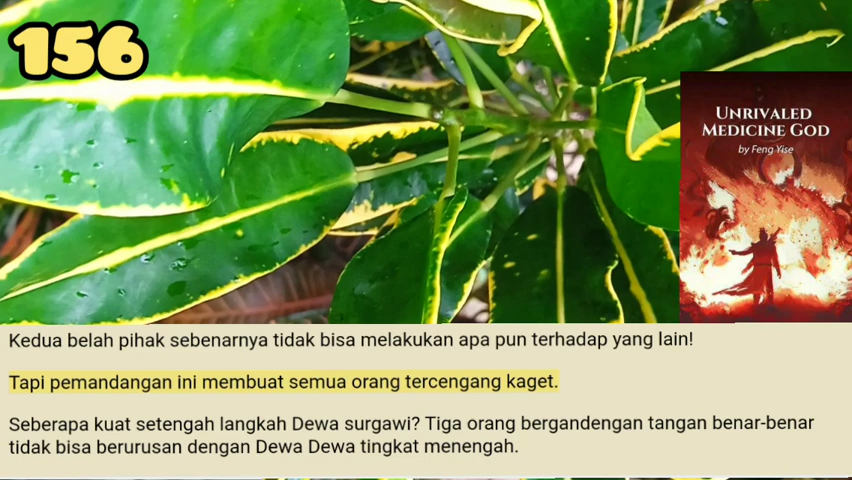 156
UNRIVALED
MEDICINE GOD
by Feng Yise
Kedua belah pihak sebenarnya tidak bisa melakukan apa pun terhadap yang lain!
Tapi pemandangan ini membuat semua orang tercengang kaget.
Seberapa kuat setengah langkah Dewa surgawi? Tiga orang bergandengan tangan benar-benar
tidak bisa berurusan dengan Dewa Dewa tingkat menengah.